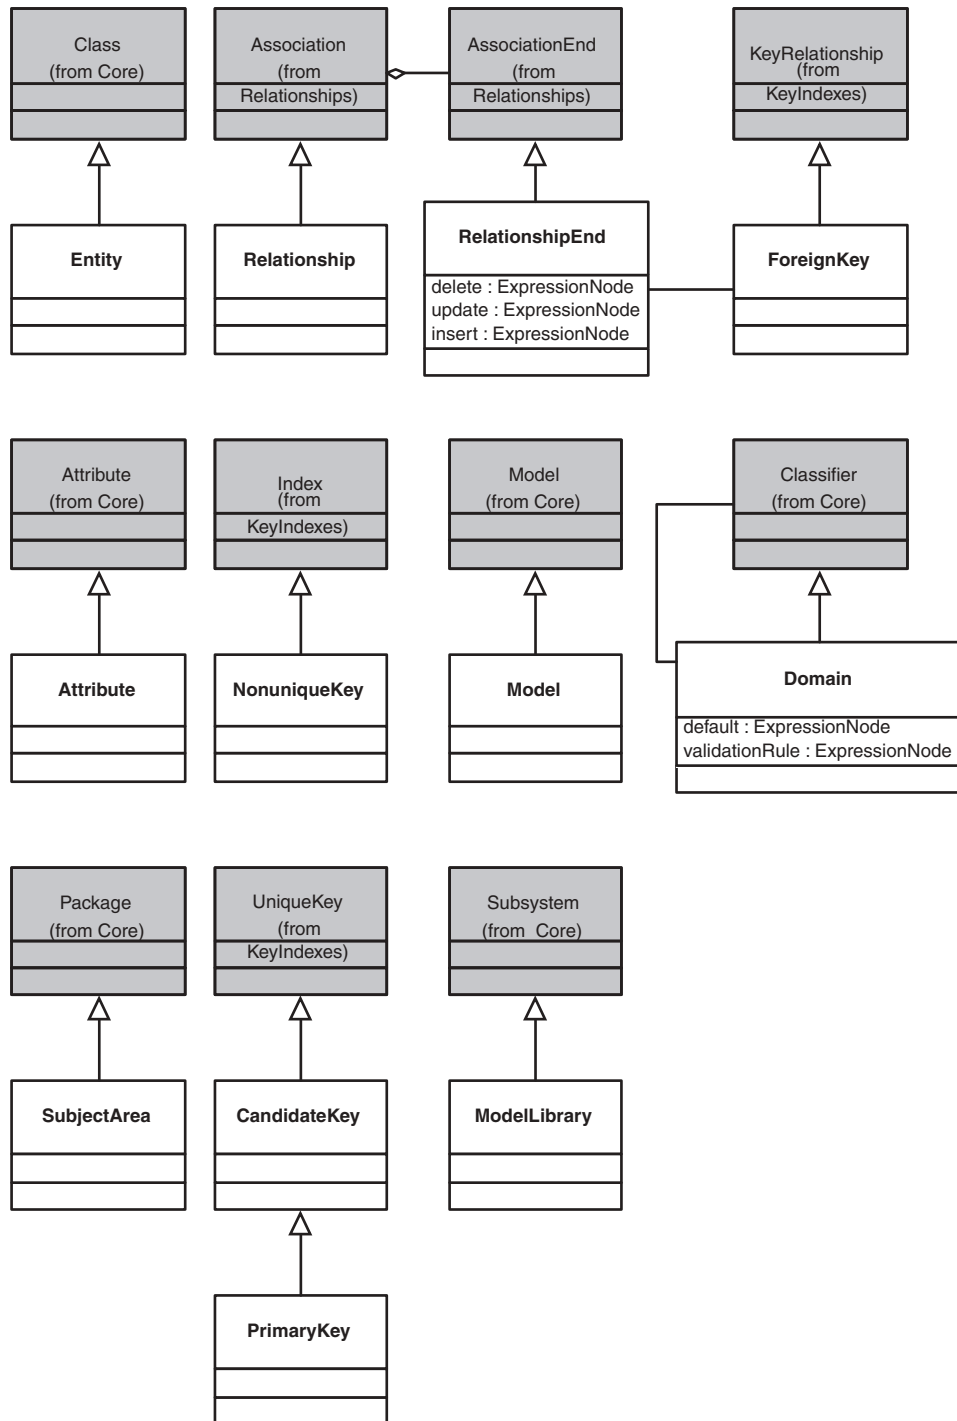 Class
(from Core)
Association
(from
Relationships)
AssociationEnd
(from
Relationships)
KeyRelationship
(from
KeyIndexes)
Entity
Relationship
RelationshipEnd
delete : ExpressionNode
update : ExpressionNode
insert : ExpressionNode
ForeignKey
Attribute
(from Core)
Index
(from
KeyIndexes)
Model
(from Core)
Classifier
(from Core)
Attribute
NonuniqueKey
Model
Domain
default : ExpressionNode
validationRule : ExpressionNode
Package
(from Core)
UniqueKey
(from
KeyIndexes)
Subsystem
(from Core)
SubjectArea
CandidateKey
ModelLibrary
PrimaryKey